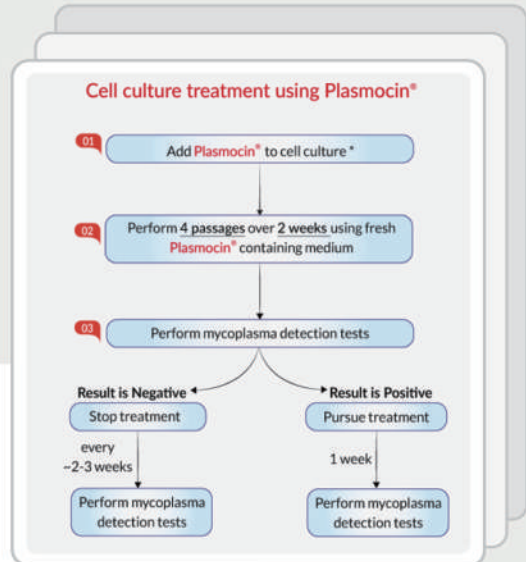 Cell culture treatment using Plasmocin®
01
Add Plasmocin® to cell culture *
02
Perform 4 passages over 2 weeks using fresh
Plasmocin® containing medium
03
Perform mycoplasma detection tests
Result is Negative
Stop treatment
every
~2-3 weeks
Perform mycoplasma
detection tests
Result is Positive
Pursue treatment
1 week
Perform mycoplasma
detection tests